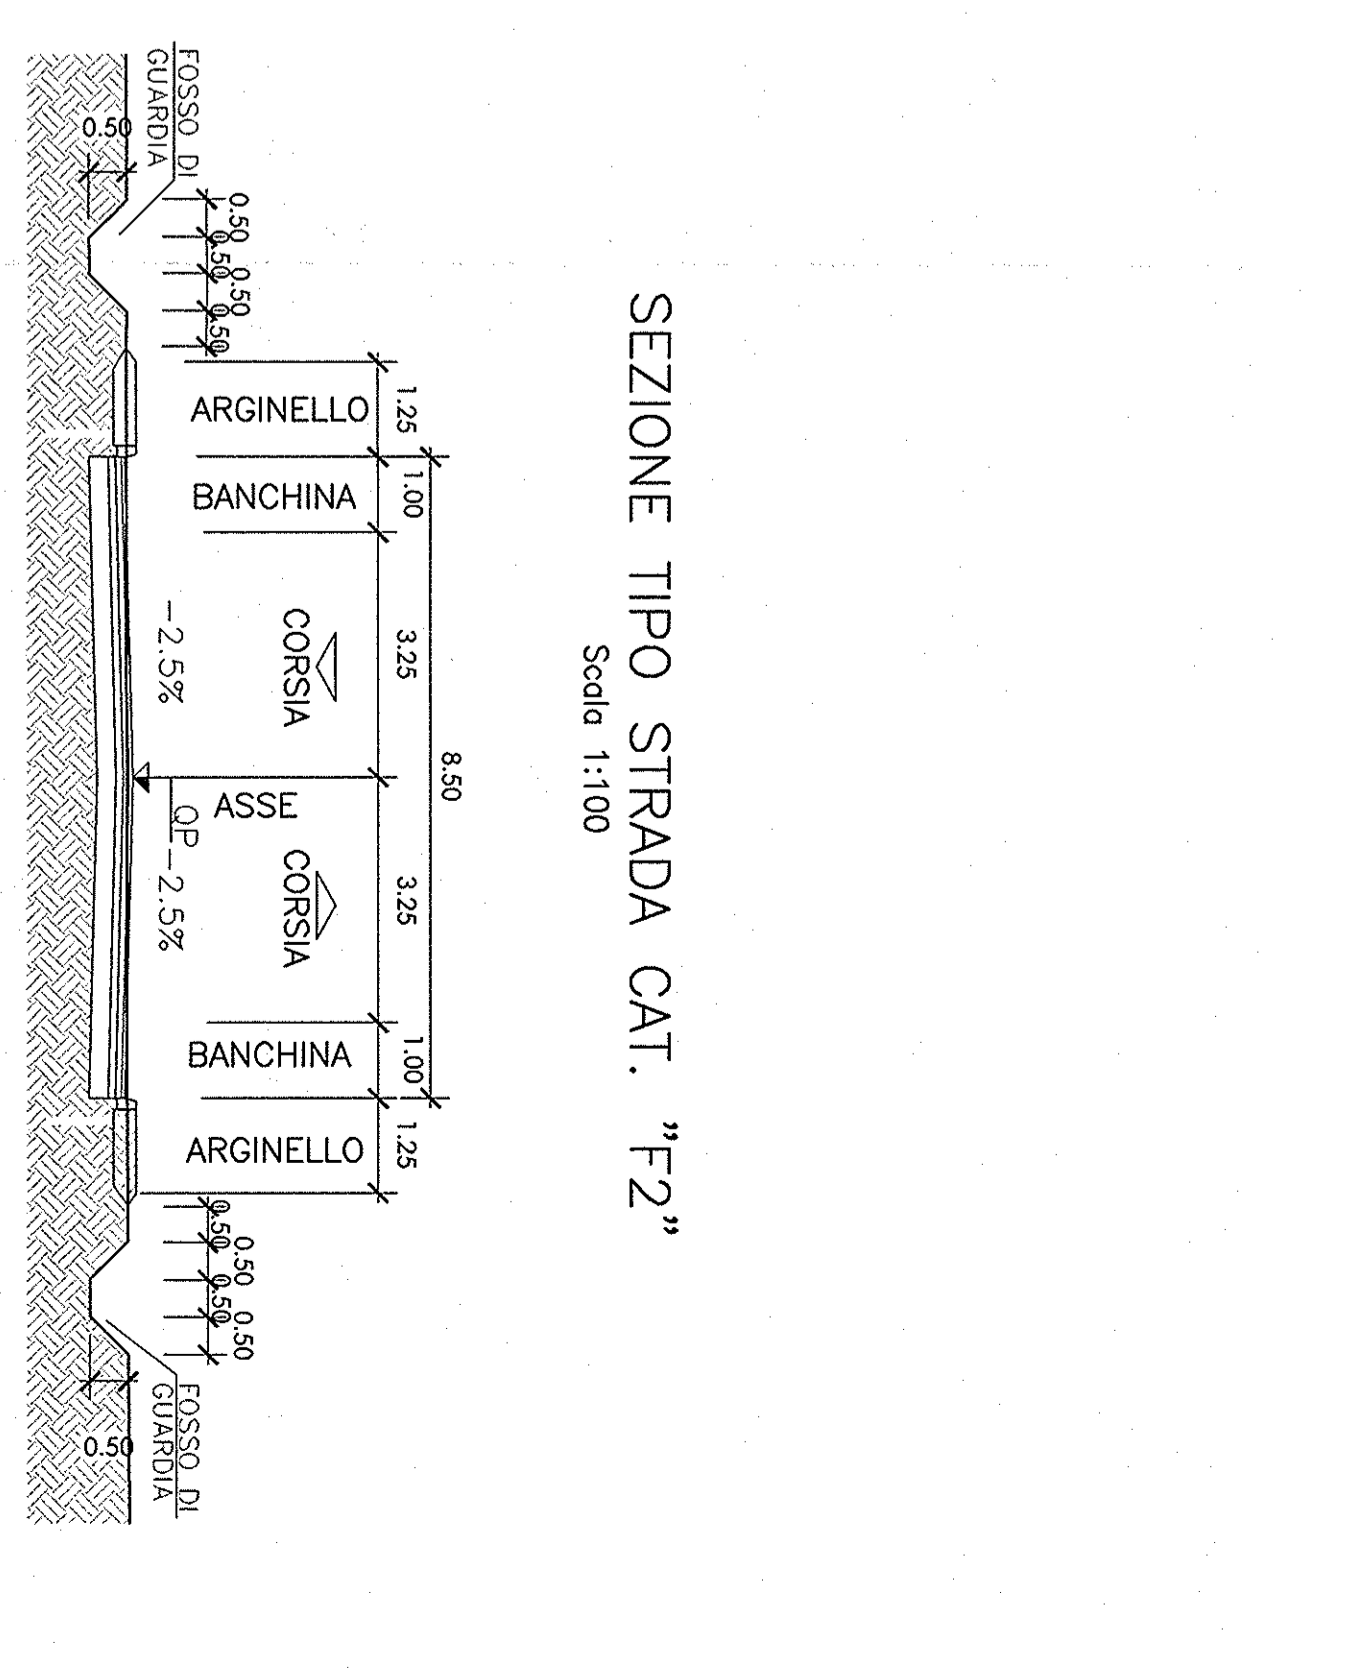 SEZIONE TIPO STRADA CAT. "F2"
Scala 1:100
8.50
1.25
1.00
3.25
3.25
1.00
1.25
ARGINELLO
BANCHINA
CORSIA
ASSE
CORSIA
BANCHINA
ARGINELLO
FOSSO DI
GUARDIA
0.50
0.50
0.50
0.50
0.50
-2.5%
QP
-2.5%
0.50
0.50
0.50
0.50
FOSSO DI
GUARDIA
0.50